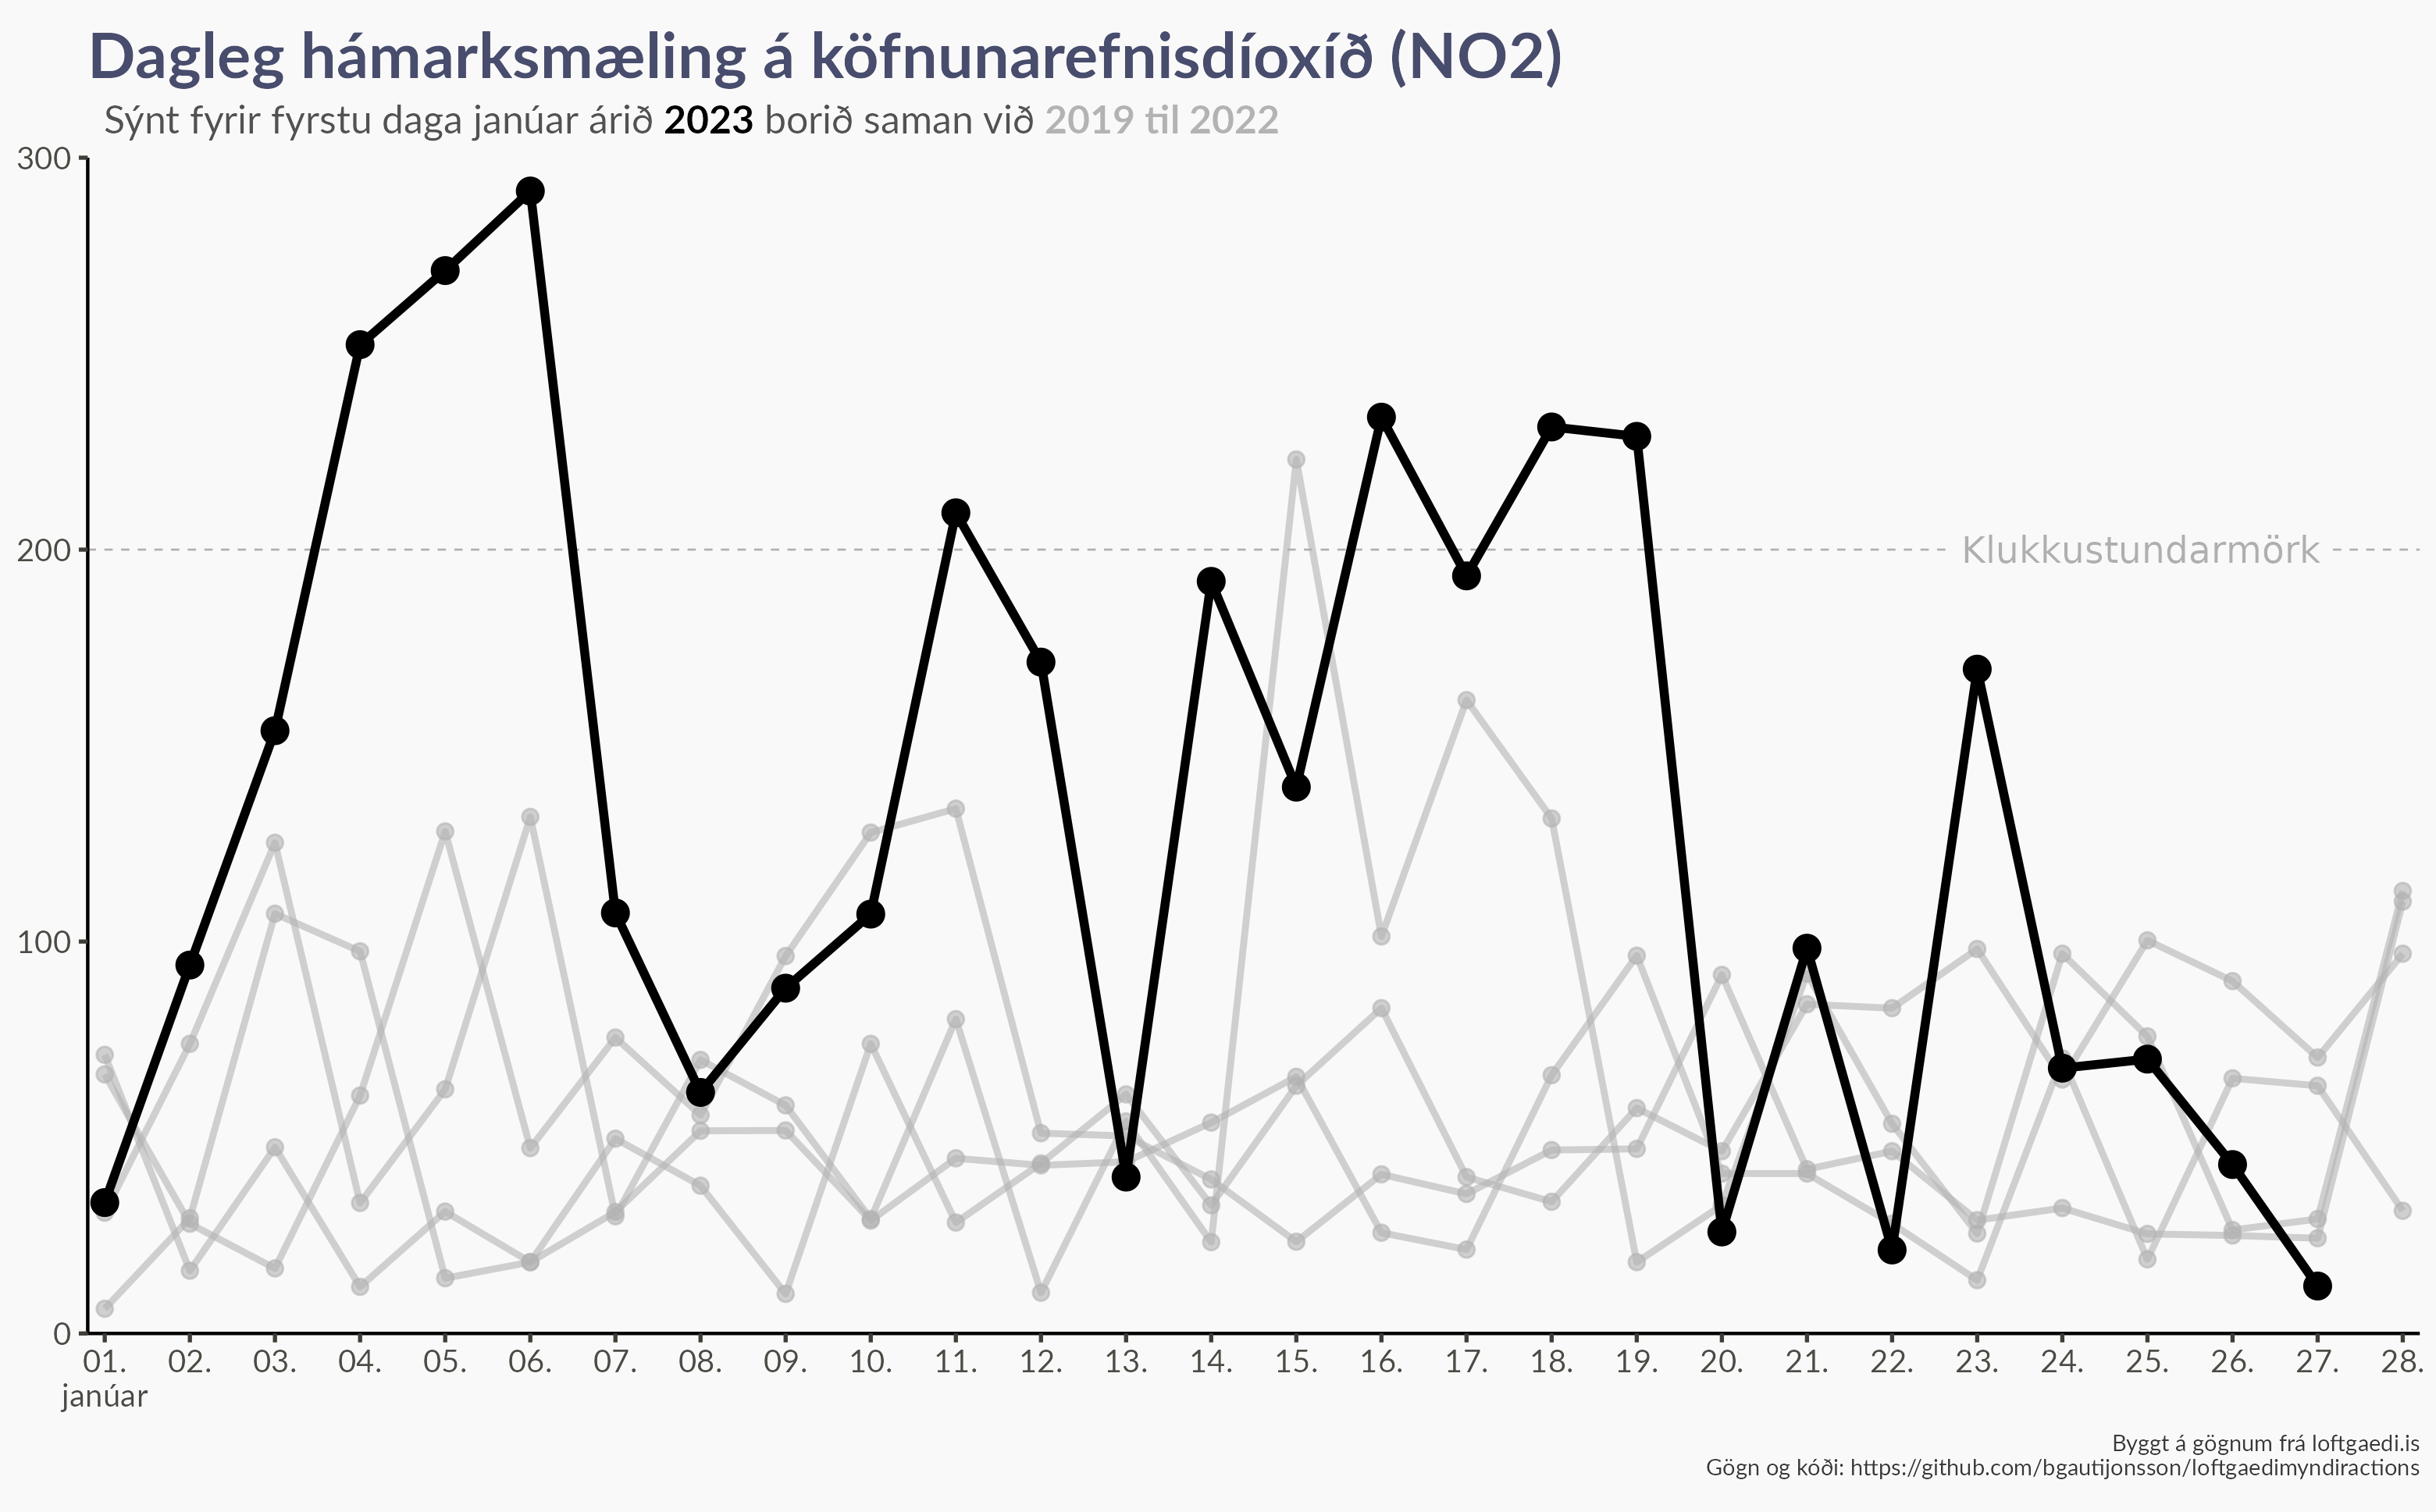 Dagleg hámarksmæling á köfnunarefnisdíoxíð (NO2)
Sýnt fyrir fyrstu daga janúar árið 2023 borið saman við 2019 til 2022
300
200
Klukkustundarmörk
100
0
01. 02. 03. 04. 05. 06. 07. 08. 09. 10. 11. 12. 13. 14. 15. 16. 17. 18. 19. 20. 21. 22. 23. 24. 25. 26. 27. 28.
janúar
Byggt á gögnum frá loftgaedi.is
Gögn og kóði: https://github.com/bgautijonsson/loftgaedimyndiractions